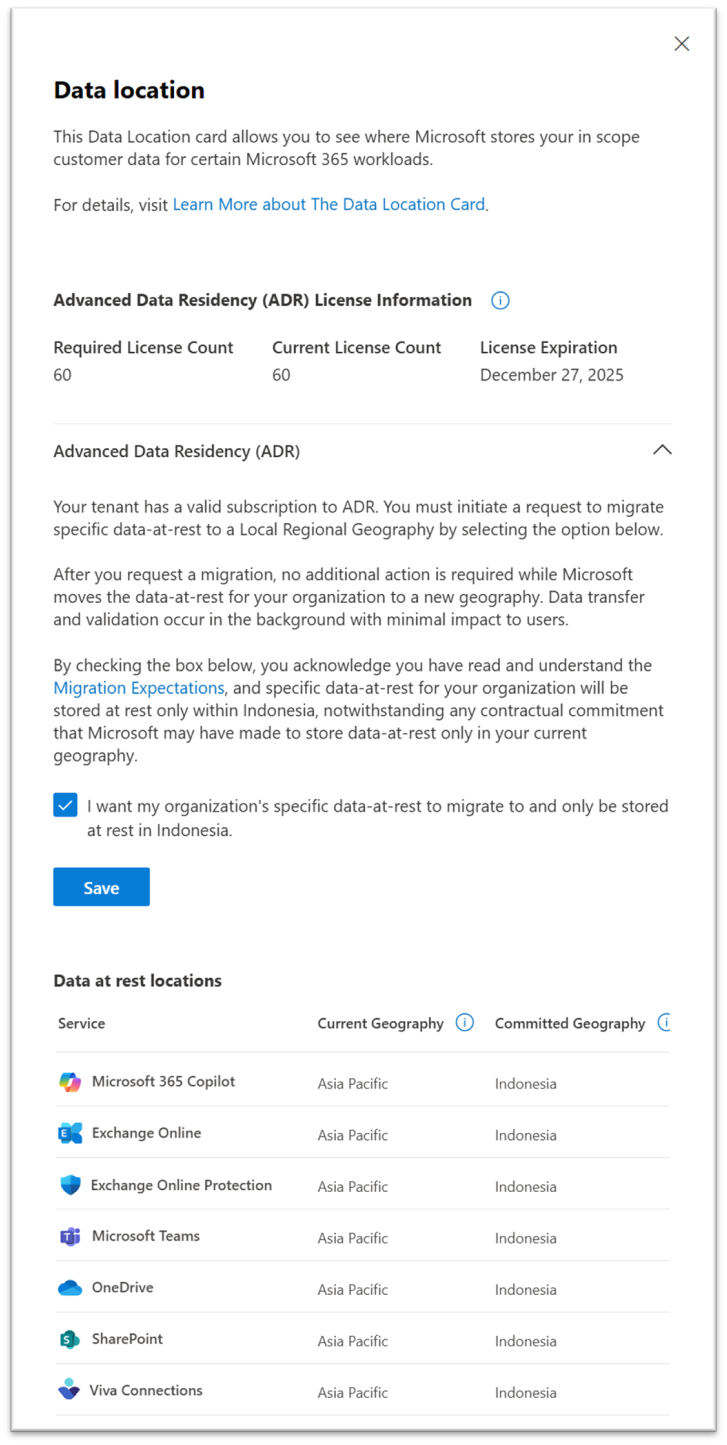 Data location
This Data Location card allows you to see where Microsoft stores your in scope
customer data for certain Microsoft 365 workloads.
For details, visit Learn More about The Data Location Card.
Advanced Data Residency (ADR) License Information
Required License Count Current License Count License Expiration
60 60 December 27, 2025
Advanced Data Residency (ADR)
Your tenant has a valid subscription to ADR. You must initiate a request to migrate
specific data-at-rest to a Local Regional Geography by selecting the option below.
After you request a migration, no additional action is required while Microsoft
moves the data-at-rest for your organization to a new geography. Data transfer
and validation occur in the background with minimal impact to users.
By checking the box below, you acknowledge you have read and understand the
Migration Expectations, and specific data-at-rest for your organization will be
stored at rest only within Indonesia, notwithstanding any contractual commitment
that Microsoft may have made to store data-at-rest only in your current
geography.
I want my organization's specific data-at-rest to migrate to and only be stored
at rest in Indonesia.
Save
Data at rest locations
Service Current Geography Committed Geography
Microsoft 365 Copilot Asia Pacific Indonesia
Exchange Online Asia Pacific Indonesia
Exchange Online Protection Asia Pacific Indonesia
Microsoft Teams Asia Pacific Indonesia
OneDrive Asia Pacific Indonesia
SharePoint Asia Pacific Indonesia
Viva Connections Asia Pacific Indonesia